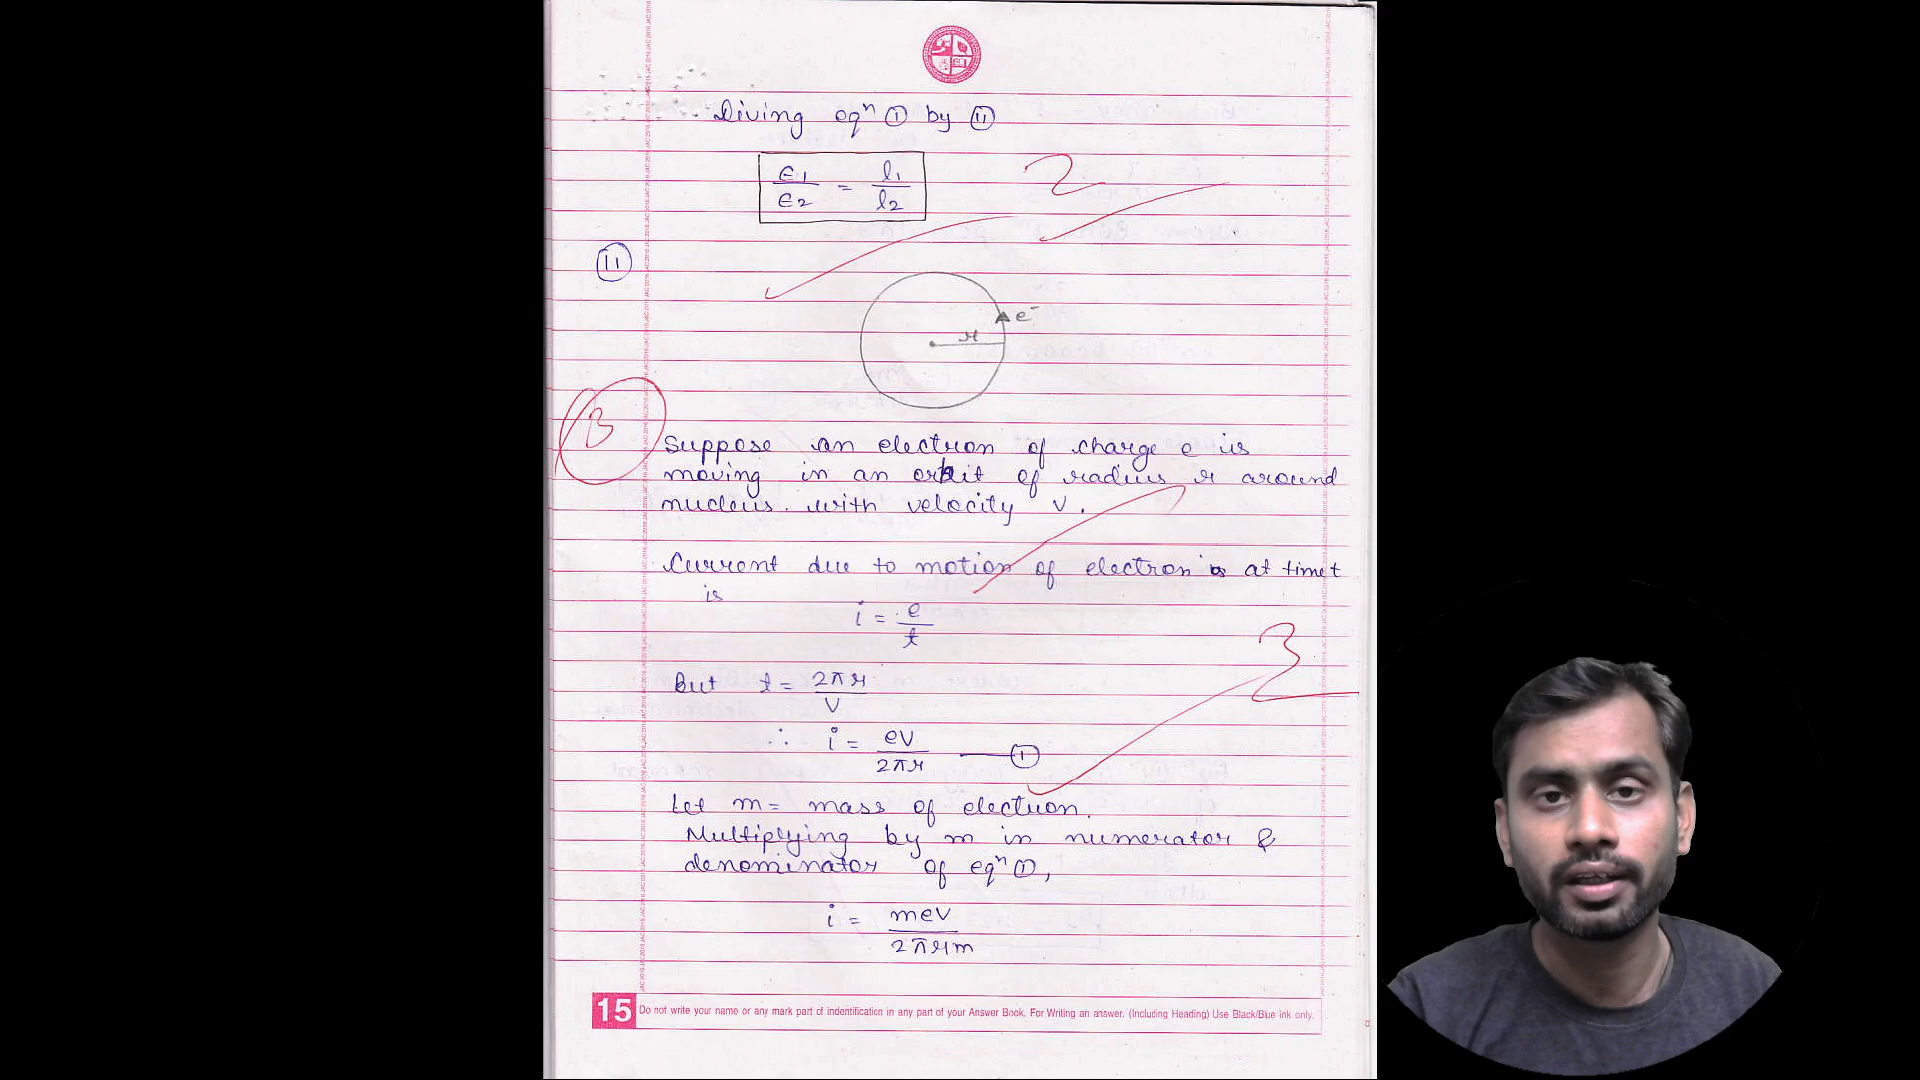 Diving eqⁿ ① by ⑪
ε1/ε2 = l1/l2
2
11
e⁻
r
B
Suppose an electron of charge e is
moving in an orbit of radius r around
nucleus. with velocity v.
Current due to motion of electron at time t
is
i = e/t
3
But t = 2πr/V
∴ i = eV/2πr —— ①
Let m = mass of electron.
Multiplying by m in numerator &
denominator of eqⁿ ①,
i = meV/2πrm
15 Do not write your name or any mark part of indentification in any part of your Answer Book. For Writing an answer. (Including Heading) Use Black/Blue ink only.